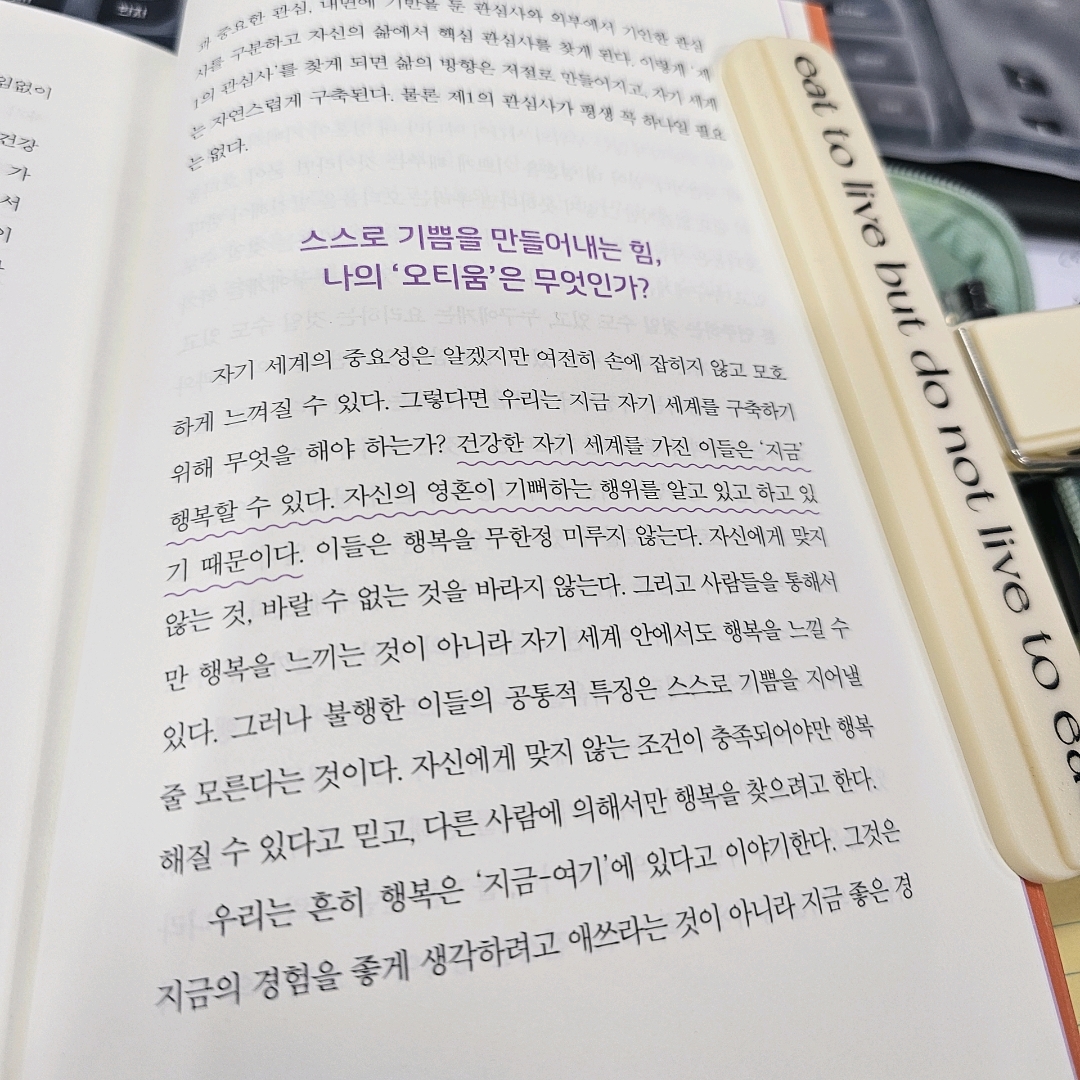 원없이
건강
가
서
이
과 중요한 관심, 내면에 기반을 둔 관심사와 외부에서 기인한 관심
사를 구분하고 자신의 삶에서 핵심 관심사를 찾게 된다. 이렇게 '제
1의 관심사'를 찾게 되면 삶의 방향은 저절로 만들어지고, 자기 세계
는 자연스럽게 구축된다. 물론 제1의 관심사가 평생 꼭 하나일 필요
는 없다.
스스로 기쁨을 만들어내는 힘,
나의 '오티움'은 무엇인가?
자기 세계의 중요성은 알겠지만 여전히 손에 잡히지 않고 모호
하게 느껴질 수 있다. 그렇다면 우리는 지금 자기 세계를 구축하기
위해 무엇을 해야 하는가? 건강한 자기 세계를 가진 이들은 '지금'
행복할 수 있다. 자신의 영혼이 기뻐하는 행위를 알고 있고 하고 있
기 때문이다. 이들은 행복을 무한정 미루지 않는다. 자신에게 맞지
않는 것, 바랄 수 없는 것을 바라지 않는다. 그리고 사람들을 통해서
만 행복을 느끼는 것이 아니라 자기 세계 안에서도 행복을 느낄 수
있다. 그러나 불행한 이들의 공통적 특징은 스스로 기쁨을 지어낼
줄 모른다는 것이다. 자신에게 맞지 않는 조건이 충족되어야만 행복
해질 수 있다고 믿고, 다른 사람에 의해서만 행복을 찾으려고 한다.
우리는 흔히 행복은 '지금-여기'에 있다고 이야기한다. 그것은
지금의 경험을 좋게 생각하려고 애쓰라는 것이 아니라 지금 좋은 경
eat to live but do not live to ea
한자